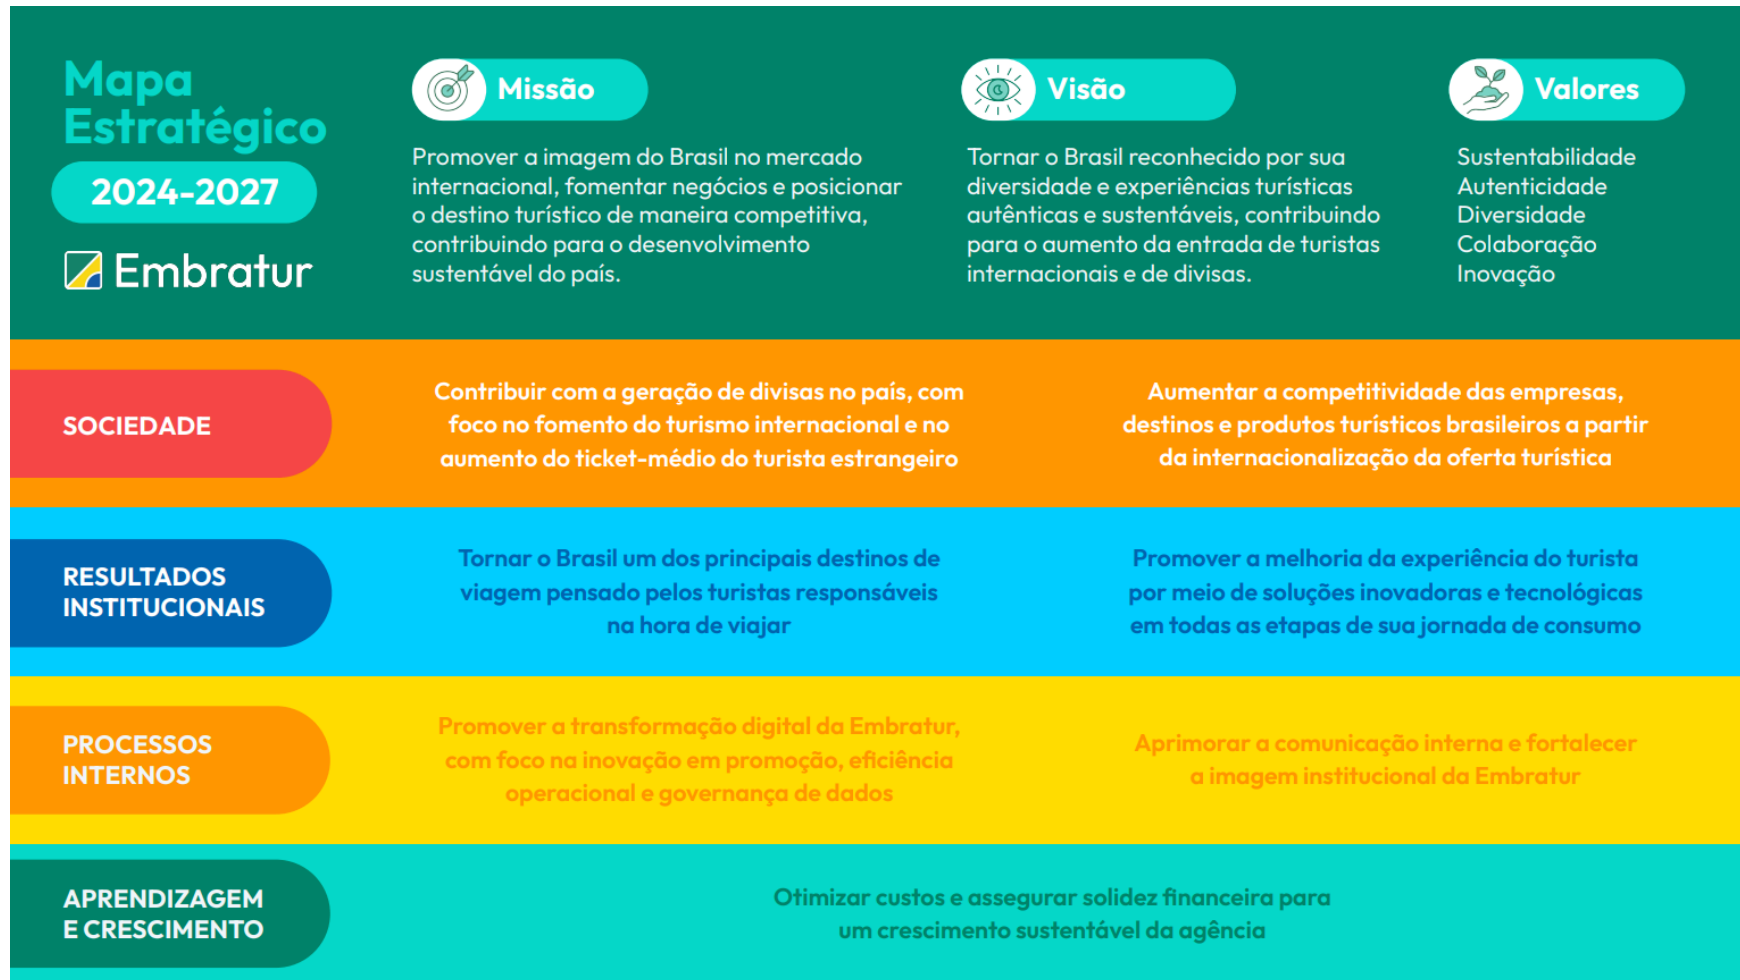 Mapa
Estratégico
2024-2027
Embratur
Missão
Promover a imagem do Brasil no mercado
internacional, fomentar negócios e posicionar
o destino turístico de maneira competitiva,
contribuindo para o desenvolvimento
sustentável do país.
Visão
Tornar o Brasil reconhecido por sua
diversidade e experiências turísticas
autênticas e sustentáveis, contribuindo
para o aumento da entrada de turistas
internacionais e de divisas.
Valores
Sustentabilidade
Autenticidade
Diversidade
Colaboração
Inovação
SOCIEDADE
Contribuir com a geração de divisas no país, com
foco no fomento do turismo internacional e no
aumento do ticket-médio do turista estrangeiro
Aumentar a competitividade das empresas,
destinos e produtos turísticos brasileiros a partir
da internacionalização da oferta turística
RESULTADOS
INSTITUCIONAIS
Tornar o Brasil um dos principais destinos de
viagem pensado pelos turistas responsáveis
na hora de viajar
Promover a melhoria da experiência do turista
por meio de soluções inovadoras e tecnológicas
em todas as etapas de sua jornada de consumo
PROCESSOS
INTERNOS
Promover a transformação digital da Embratur,
com foco na inovação em promoção, eficiência
operacional e governança de dados
Aprimorar a comunicação interna e fortalecer
a imagem institucional da Embratur
APRENDIZAGEM
E CRESCIMENTO
Otimizar custos e assegurar solidez financeira para
um crescimento sustentável da agência